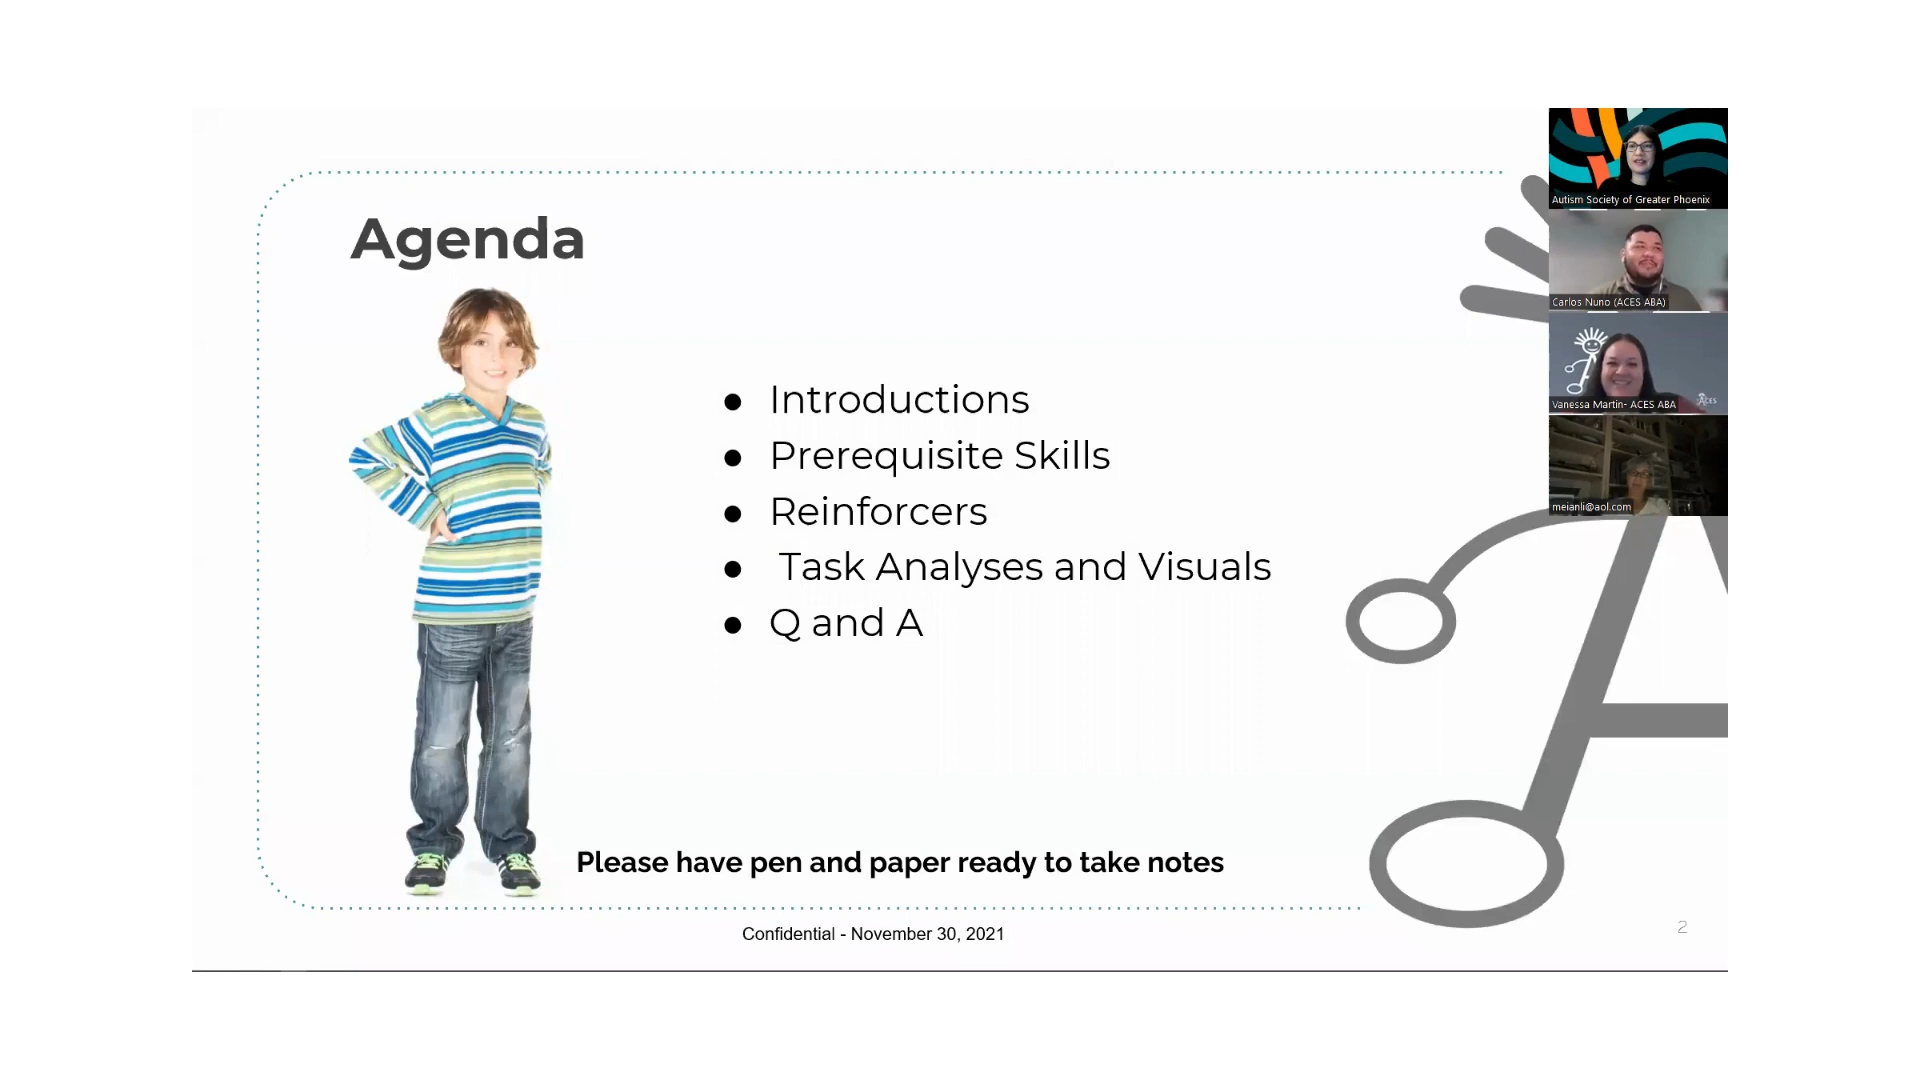 Agenda
● Introductions
● Prerequisite Skills
● Reinforcers
● Task Analyses and Visuals
● Q and A
Please have pen and paper ready to take notes
Confidential - November 30, 2021
2
Autism Society of Greater Phoenix
Carlos Nuno (ACES ABA)
Vanessa Martin- ACES ABA
ACES
meianli@aol.com